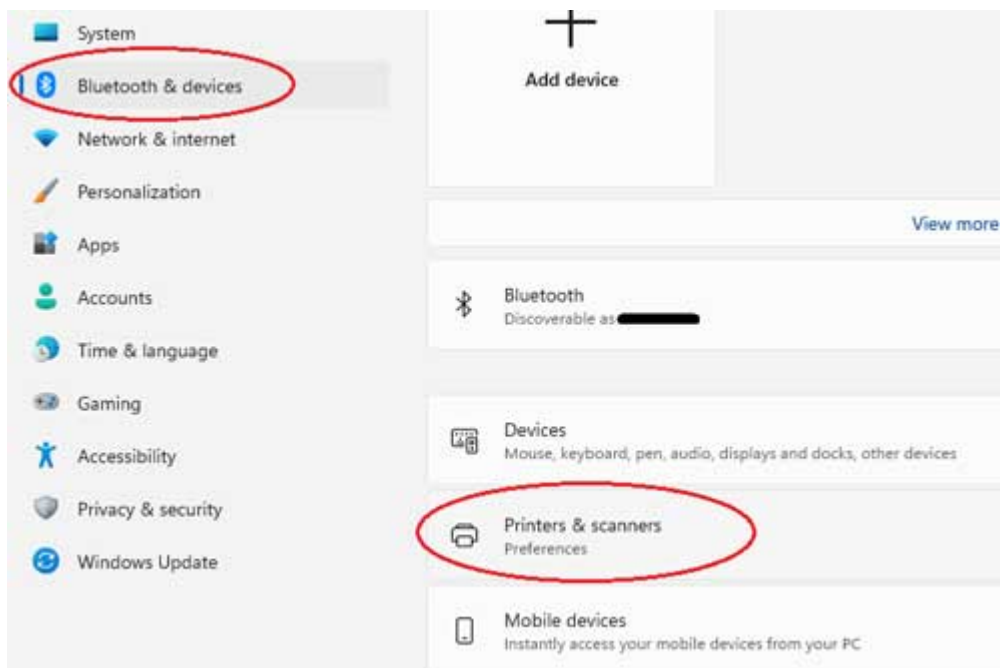 System
Bluetooth & devices
Network & internet
Personalization
Apps
Accounts
Time & language
Gaming
Accessibility
Privacy & security
Windows Update
Add device
View more
Bluetooth
Discoverable as
Devices
Mouse, keyboard, pen, audio, displays and docks, other devices
Printers & scanners
Preferences
Mobile devices
Instantly access your mobile devices from your PC